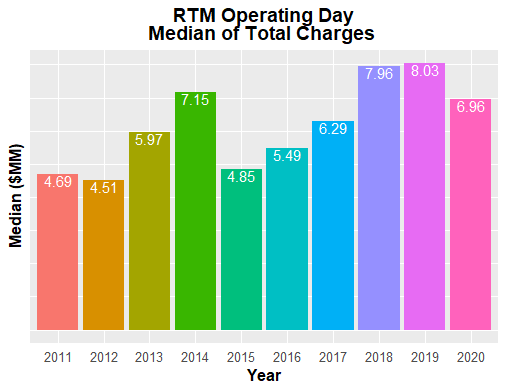 RTM Operating Day
Median of Total Charges
Median ($MM)
4.69
4.51
5.97
7.15
4.85
5.49
6.29
7.96
8.03
6.96
2011 2012 2013 2014 2015 2016 2017 2018 2019 2020
Year